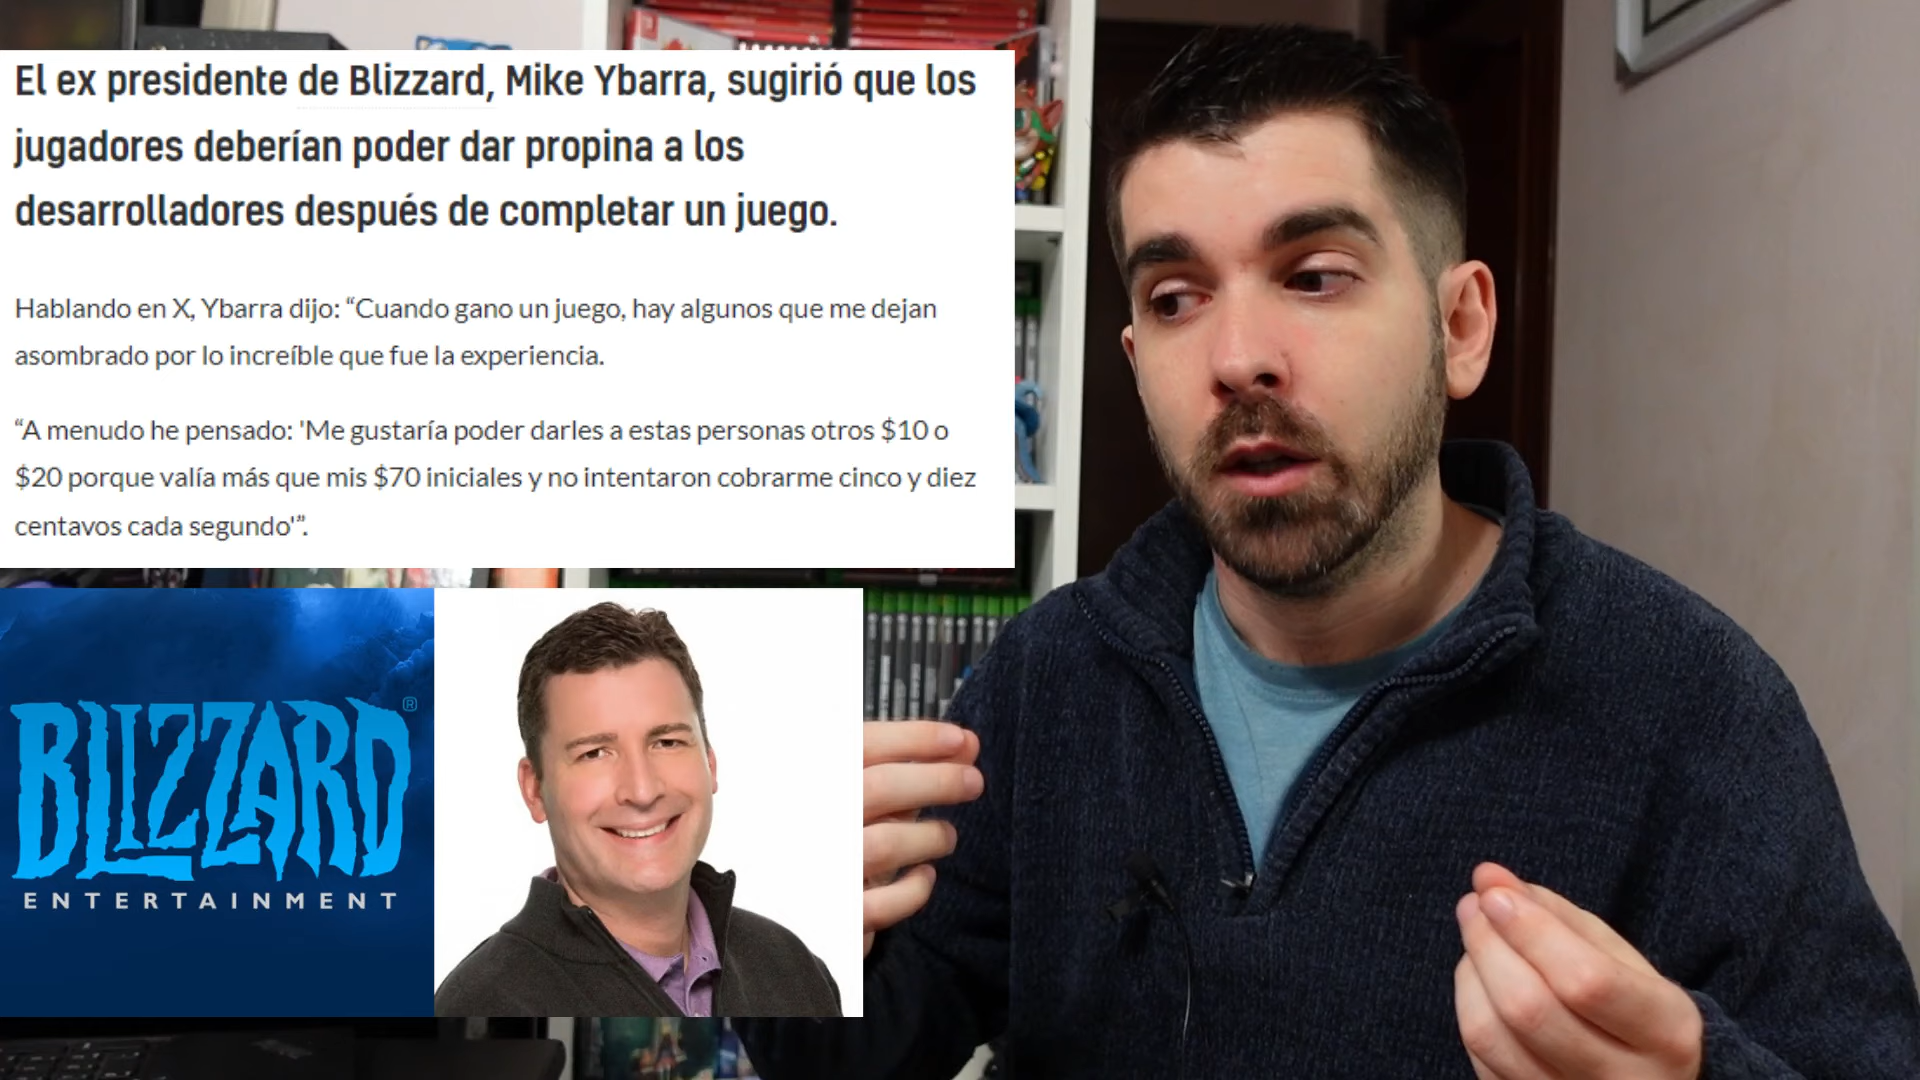 El ex presidente de Blizzard, Mike Ybarra, sugirió que los
jugadores deberían poder dar propina a los
desarrolladores después de completar un juego.
Hablando en X, Ybarra dijo: “Cuando gano un juego, hay algunos que me dejan
asombrado por lo increíble que fue la experiencia.
“A menudo he pensado: 'Me gustaría poder darles a estas personas otros $10 o
$20 porque valía más que mis $70 iniciales y no intentaron cobrarme cinco y diez
centavos cada segundo'”.
BLIZZARD®
ENTERTAINMENT